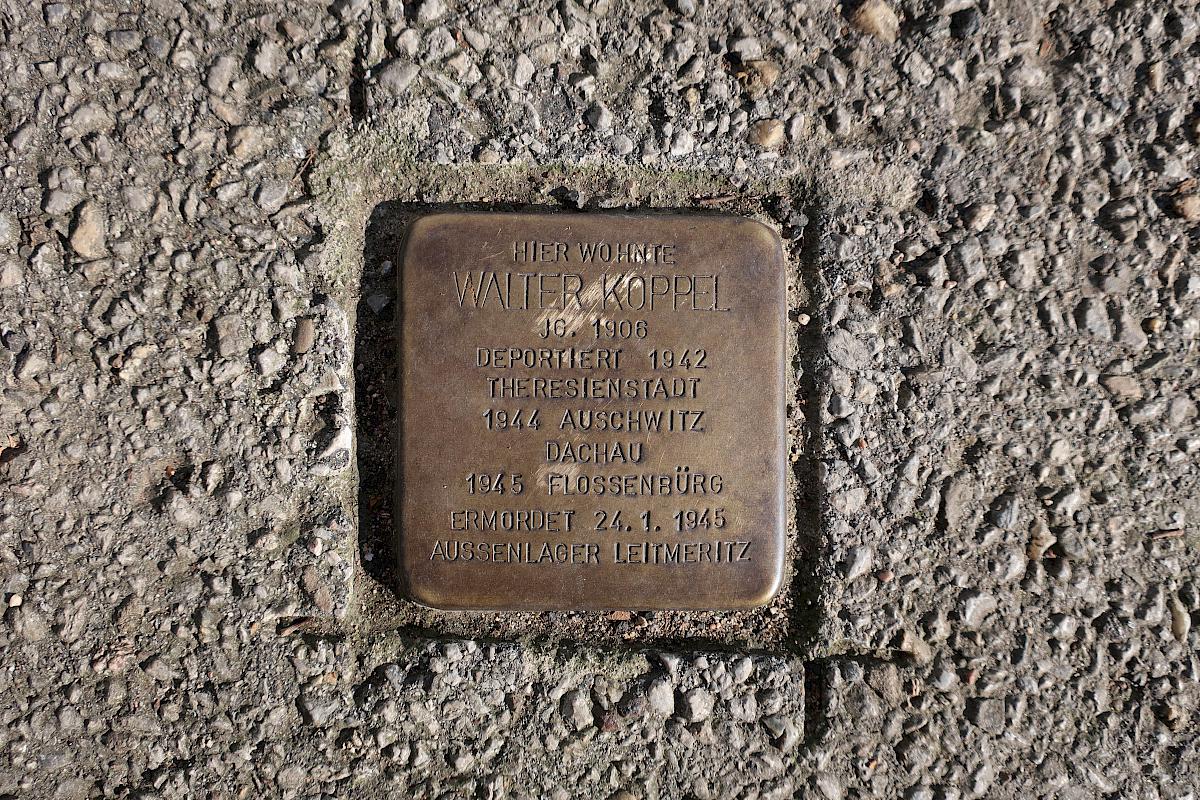 HIER WOHNTE
WALTER KOPPEL
JG. 1906
DEPORTIERT 1942
THERESIENSTADT
1944 AUSCHWITZ
DACHAU
1945 FLOSSENBÜRG
ERMORDET 24.1.1945
AUSSENLAGER LEITMERITZ